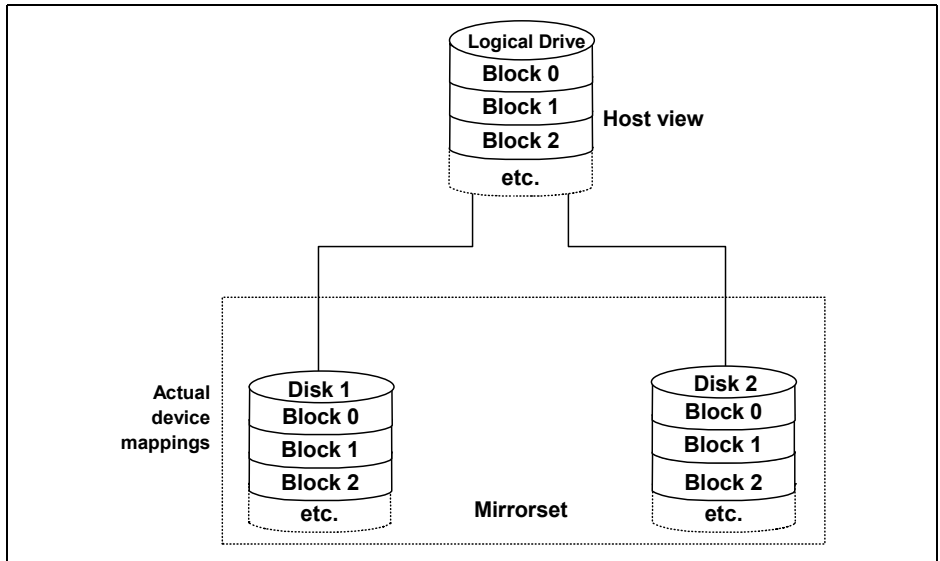 Logical Drive
Block 0
Block 1
Block 2
etc.
Host view
Actual
device
mappings
Disk 1
Block 0
Block 1
Block 2
etc.
Mirrorset
Disk 2
Block 0
Block 1
Block 2
etc.